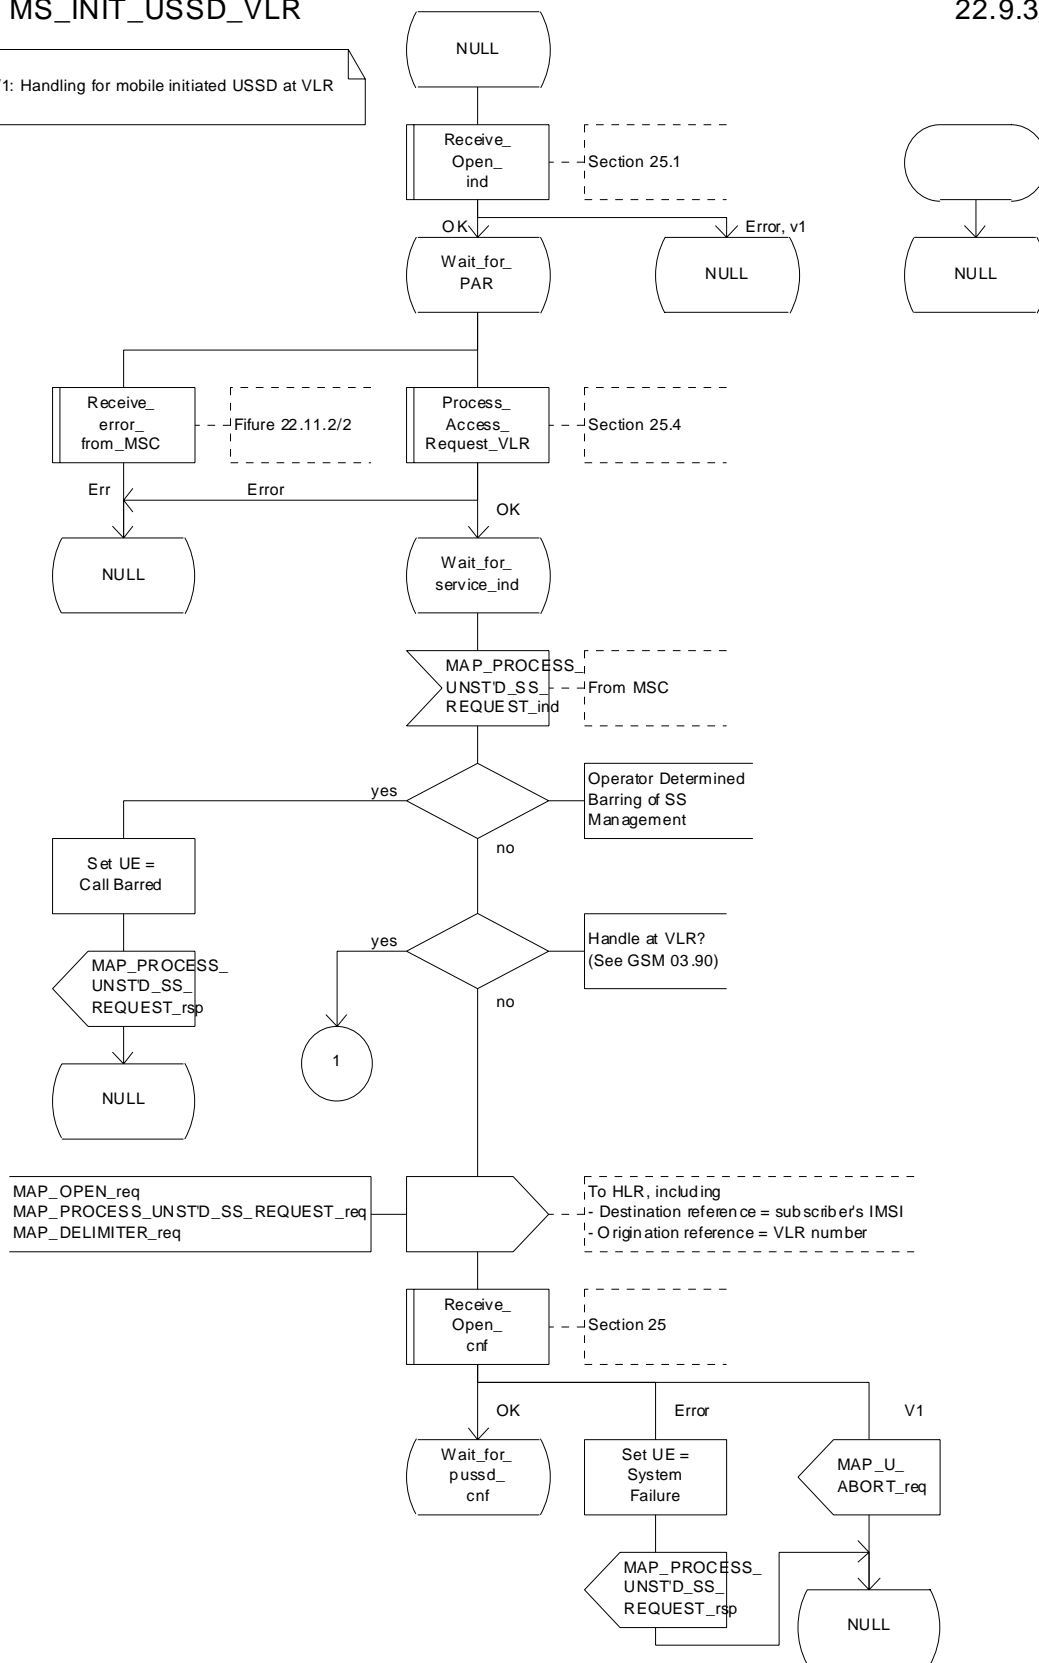 MS_INIT_USSD_VLR
22.9.3
1: Handling for mobile initiated USSD at VLR
NULL
Receive_
Open_
ind
Section 25.1
OK
Error, v1
Wait_for_
PAR
NULL
NULL
Receive_
error_
from_MSC
Fifure 22.11.2/2
Process_
Access_
Request_VLR
Section 25.4
Err
Error
OK
NULL
Wait_for_
service_ind
MAP_PROCESS_
UNST'D_SS_
REQUEST_ind
From MSC
yes
Operator Determined
Barring of SS
Management
no
Set UE =
Call Barred
yes
Handle at VLR?
(See GSM 03.90)
MAP_PROCESS_
UNST'D_SS_
REQUEST_rsp
no
1
NULL
MAP_OPEN_req
MAP_PROCESS_UNST'D_SS_REQUEST_req
MAP_DELIMITER_req
To HLR, including
- Destination reference = subscriber's IMSI
- Origination reference = VLR number
Receive_
Open_
cnf
Section 25
OK
Error
V1
Wait_for_
pussd_
cnf
Set UE =
System
Failure
MAP_U_
ABORT_req
MAP_PROCESS_
UNST'D_SS_
REQUEST_rsp
NULL